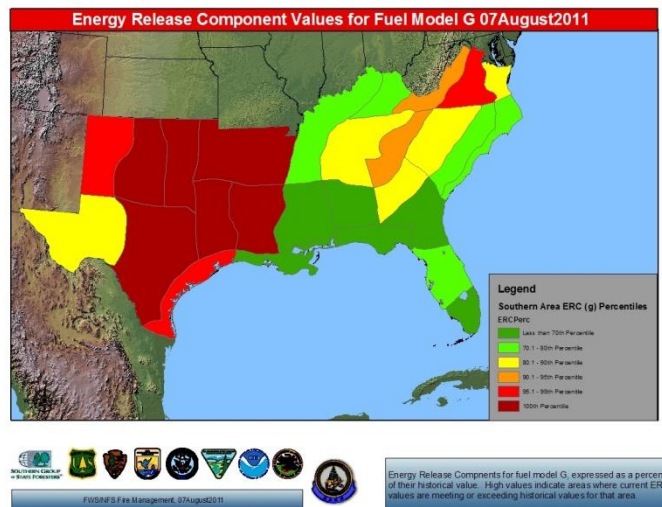 Energy Release Component Values for Fuel Model G 07August2011
Legend
Southern Area ERC (g) Percentiles
ERCPerc
Less than 70th Percentile
70.1 - 80th Percentile
80.1 - 90th Percentile
90.1 - 95th Percentile
95.1 - 99th Percentile
100th Percentile
SOUTHERN GROUP
OF STATE FORESTERS
FWS/NFS Fire Management, 07August2011
Energy Release Compnents for fuel model G, expressed as a percen
of their historical value. High values indicate areas where current ER
values are meeting or exceeding historical values for that area.